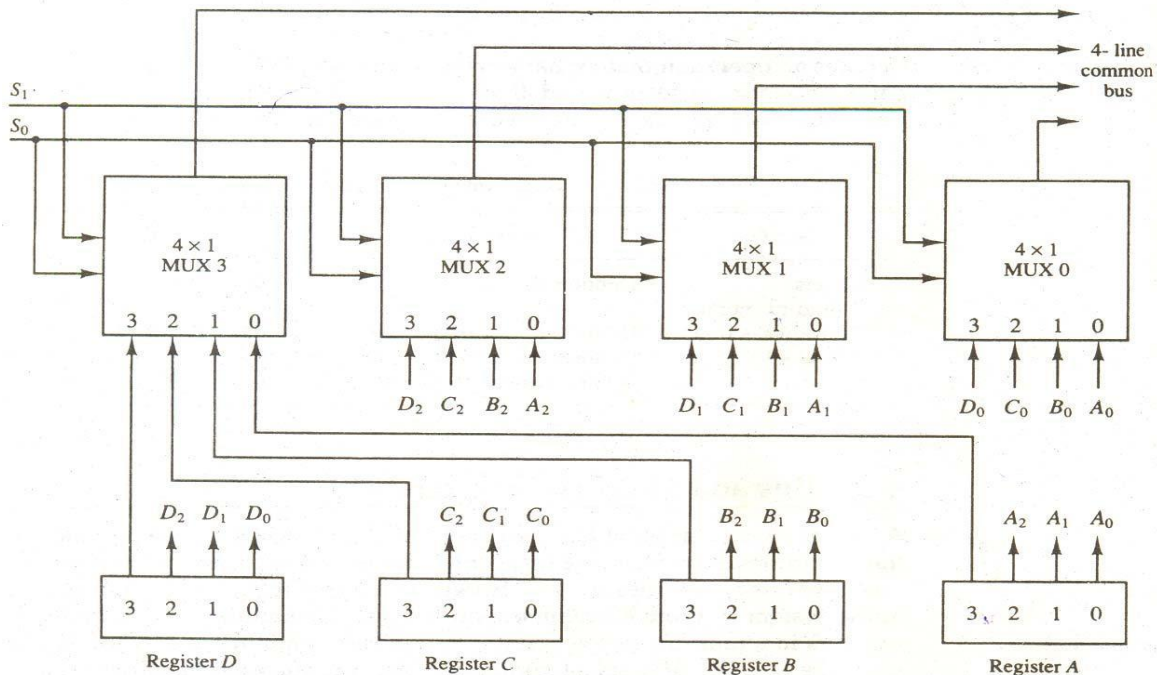 4- line
common
bus
S1
S0
4 × 1
MUX 3
3 2 1 0
4 × 1
MUX 2
3 2 1 0
4 × 1
MUX 1
3 2 1 0
4 × 1
MUX 0
3 2 1 0
D2 C2 B2 A2
D1 C1 B1 A1
D0 C0 B0 A0
D2 D1 D0
C2 C1 C0
B2 B1 B0
A2 A1 A0
3 2 1 0
3 2 1 0
3 2 1 0
3 2 1 0
Register D
Register C
Register B
Register A